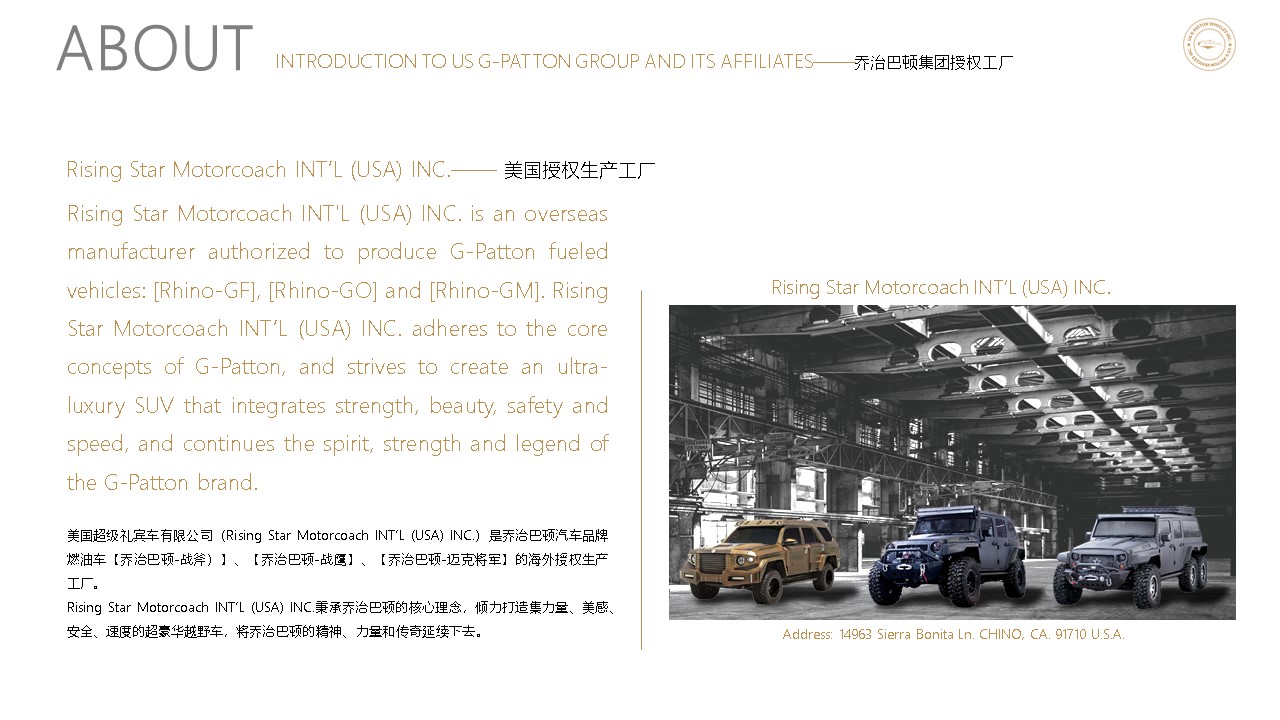 ABOUT
INTRODUCTION TO US G-PATTON GROUP AND ITS AFFILIATES——乔治巴顿集团授权工厂
Rising Star Motorcoach INT’L (USA) INC.—— 美国授权生产工厂
Rising Star Motorcoach INT'L (USA) INC. is an overseas
manufacturer authorized to produce G-Patton fueled
vehicles: [Rhino-GF], [Rhino-GO] and [Rhino-GM]. Rising
Star Motorcoach INT’L (USA) INC. adheres to the core
concepts of G-Patton, and strives to create an ultra-
luxury SUV that integrates strength, beauty, safety and
speed, and continues the spirit, strength and legend of
the G-Patton brand.
美国超级礼宾车有限公司（Rising Star Motorcoach INT’L (USA) INC.）是乔治巴顿汽车品牌
燃油车【乔治巴顿-战斧）】、【乔治巴顿-战鹰】、【乔治巴顿-迈克将军】的海外授权生产
工厂。
Rising Star Motorcoach INT’L (USA) INC.秉承乔治巴顿的核心理念，倾力打造集力量、美感、
安全、速度的超豪华越野车，将乔治巴顿的精神、力量和传奇延续下去。
Rising Star Motorcoach INT’L (USA) INC.
Address: 14963 Sierra Bonita Ln. CHINO, CA. 91710 U.S.A.